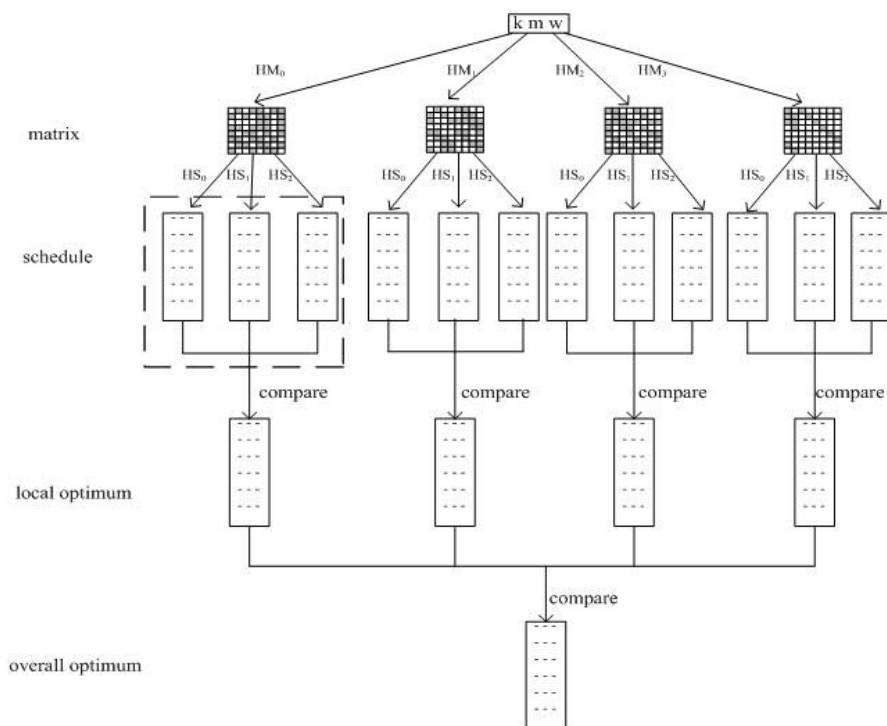 k m w
HM₀ HM₁ HM₂ HM₃
matrix
HS₀ HS₁ HS₂ HS₀ HS₁ HS₂ HS₀ HS₁ HS₂ HS₀ HS₁ HS₂
schedule
compare compare compare compare
local optimum
compare
overall optimum